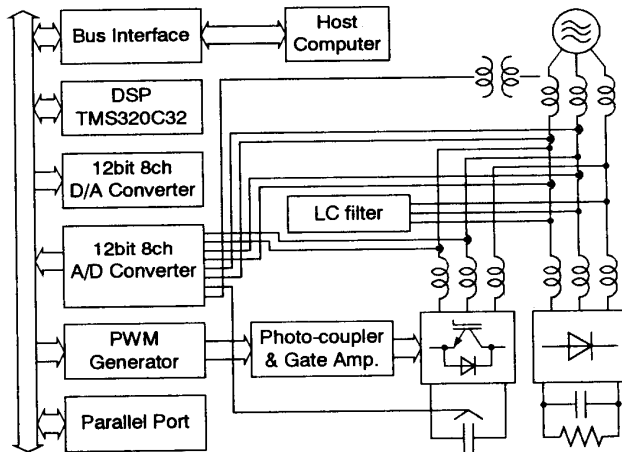 Bus Interface
Host
Computer
DSP
TMS320C32
12bit 8ch
D/A Converter
LC filter
12bit 8ch
A/D Converter
PWM
Generator
Photo-coupler
& Gate Amp.
Parallel Port